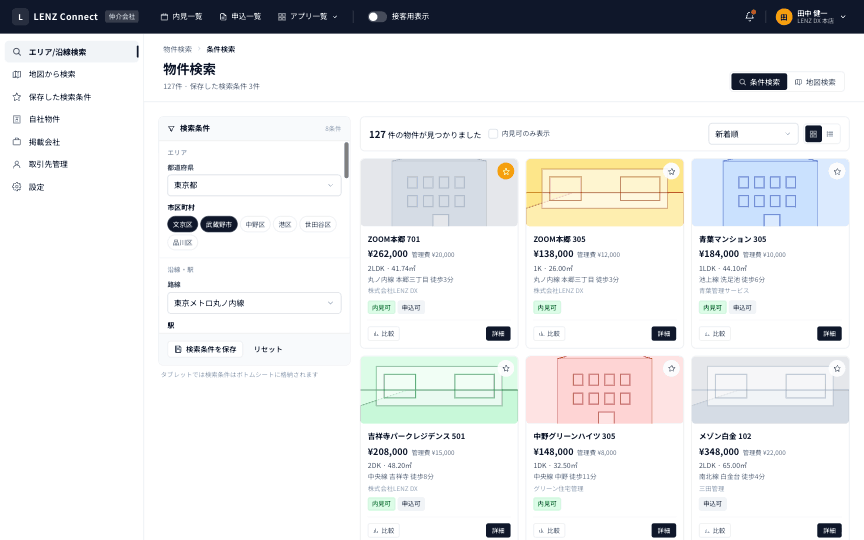 L LENZ Connect 仲介会社 内見一覧 申込一覧 アプリ一覧 接客用表示 田 田中 健一
LENZ DX 本店
エリア/沿線検索
地図から検索
保存した検索条件
自社物件
掲載会社
取引先管理
設定
物件検索 › 条件検索
物件検索
127件・保存した検索条件 3件
条件検索 地図検索
検索条件 8条件
エリア
都道府県
東京都
市区町村
文京区 武蔵野市 中野区 港区 世田谷区
品川区
沿線・駅
路線
東京メトロ丸ノ内線
駅
検索条件を保存 リセット
タブレットでは検索条件はボトムシートに格納されます
127 件の物件が見つかりました 内見可のみ表示 新着順
ZOOM本郷 701
¥262,000 管理費 ¥20,000
2LDK・41.74㎡
丸ノ内線 本郷三丁目 徒歩3分
株式会社LENZ DX
内見可 申込可
比較 詳細
ZOOM本郷 305
¥138,000 管理費 ¥12,000
1K・26.00㎡
丸ノ内線 本郷三丁目 徒歩3分
株式会社LENZ DX
内見可
比較 詳細
青葉マンション 305
¥184,000 管理費 ¥10,000
1LDK・44.10㎡
池上線 洗足池 徒歩6分
青葉管理サービス
内見可 申込可
比較 詳細
吉祥寺パークレジデンス 501
¥208,000 管理費 ¥15,000
2DK・48.20㎡
中央線 吉祥寺 徒歩8分
株式会社LENZ DX
内見可 申込可
比較 詳細
中野グリーンハイツ 305
¥148,000 管理費 ¥8,000
1DK・32.50㎡
中央線 中野 徒歩11分
グリーン住宅管理
内見可
比較 詳細
メゾン白金 102
¥348,000 管理費 ¥22,000
2LDK・65.00㎡
南北線 白金台 徒歩4分
三田管理
申込可
比較 詳細